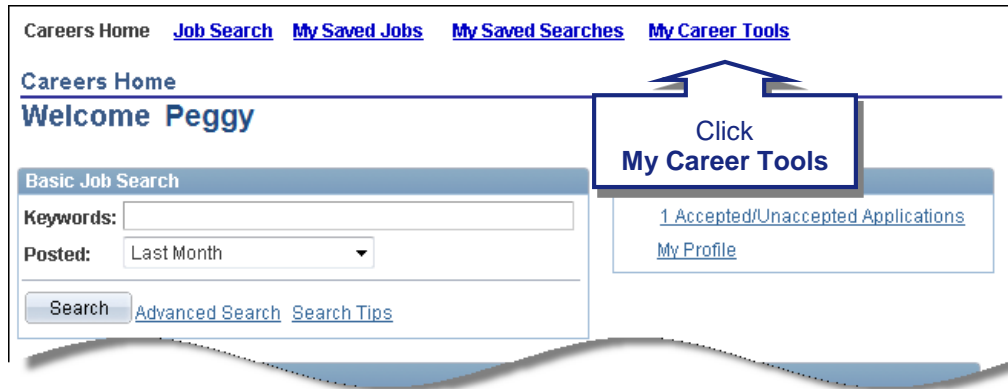 Careers Home Job Search My Saved Jobs My Saved Searches My Career Tools
Careers Home
Welcome Peggy
Click
My Career Tools
Basic Job Search
Keywords:
Posted: Last Month
Search Advanced Search Search Tips
1 Accepted/Unaccepted Applications
My Profile